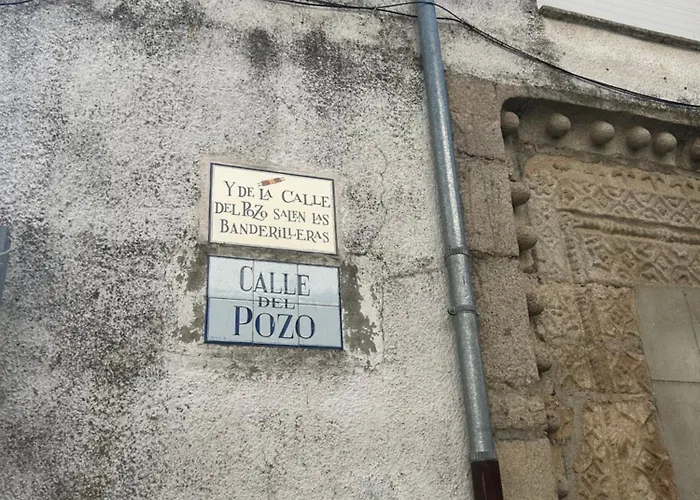 Y DE LA CALLE
DEL POZO SALEN LAS
BANDERILLERAS
CALLE
DEL
POZO